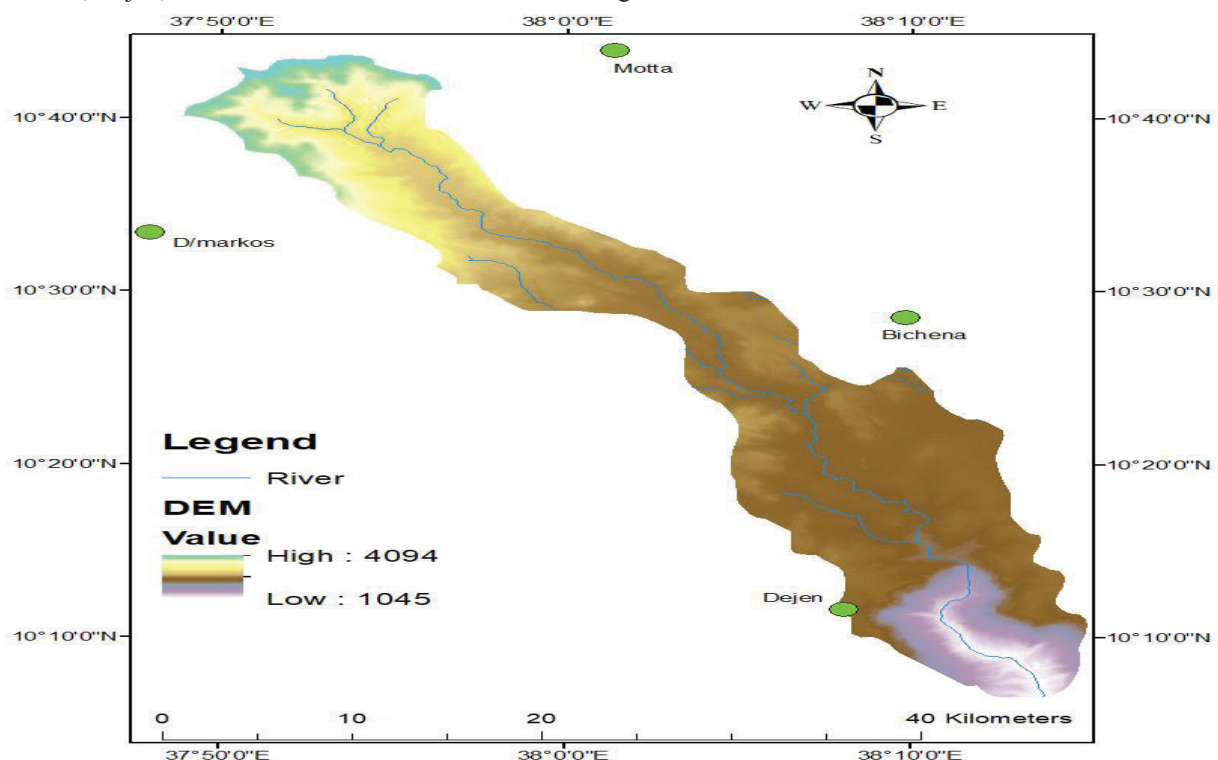 37°50'0"E 38°0'0"E 38°10'0"E
Motta
N
W E
S
10°40'0"N 10°40'0"N
D/markos
10°30'0"N 10°30'0"N
Bichena
Legend
River
10°20'0"N 10°20'0"N
DEM
Value
High : 4094
Low : 1045
Dejen
10°10'0"N 10°10'0"N
0 10 20 40 Kilometers
37°50'0"E 38°0'0"E 38°10'0"E